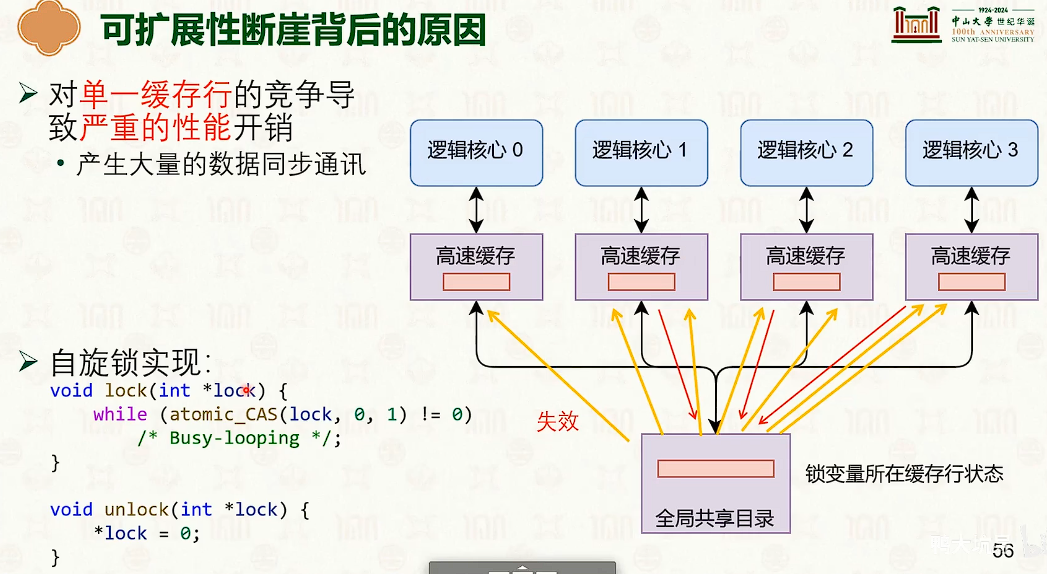 可扩展性断崖背后的原因
1924-2024
中山大学 世纪华诞
100th ANNIVERSARY
SUN YAT-SEN UNIVERSITY
对单一缓存行的竞争导
致严重的性能开销
产生大量的数据同步通讯
逻辑核心 0
逻辑核心 1
逻辑核心 2
逻辑核心 3
高速缓存
高速缓存
高速缓存
高速缓存
失效
锁变量所在缓存行状态
全局共享目录
自旋锁实现：
void lock(int *lock) {
while (atomic_CAS(lock, 0, 1) != 0)
/* Busy-looping */;
}
void unlock(int *lock) {
*lock = 0;
}
56